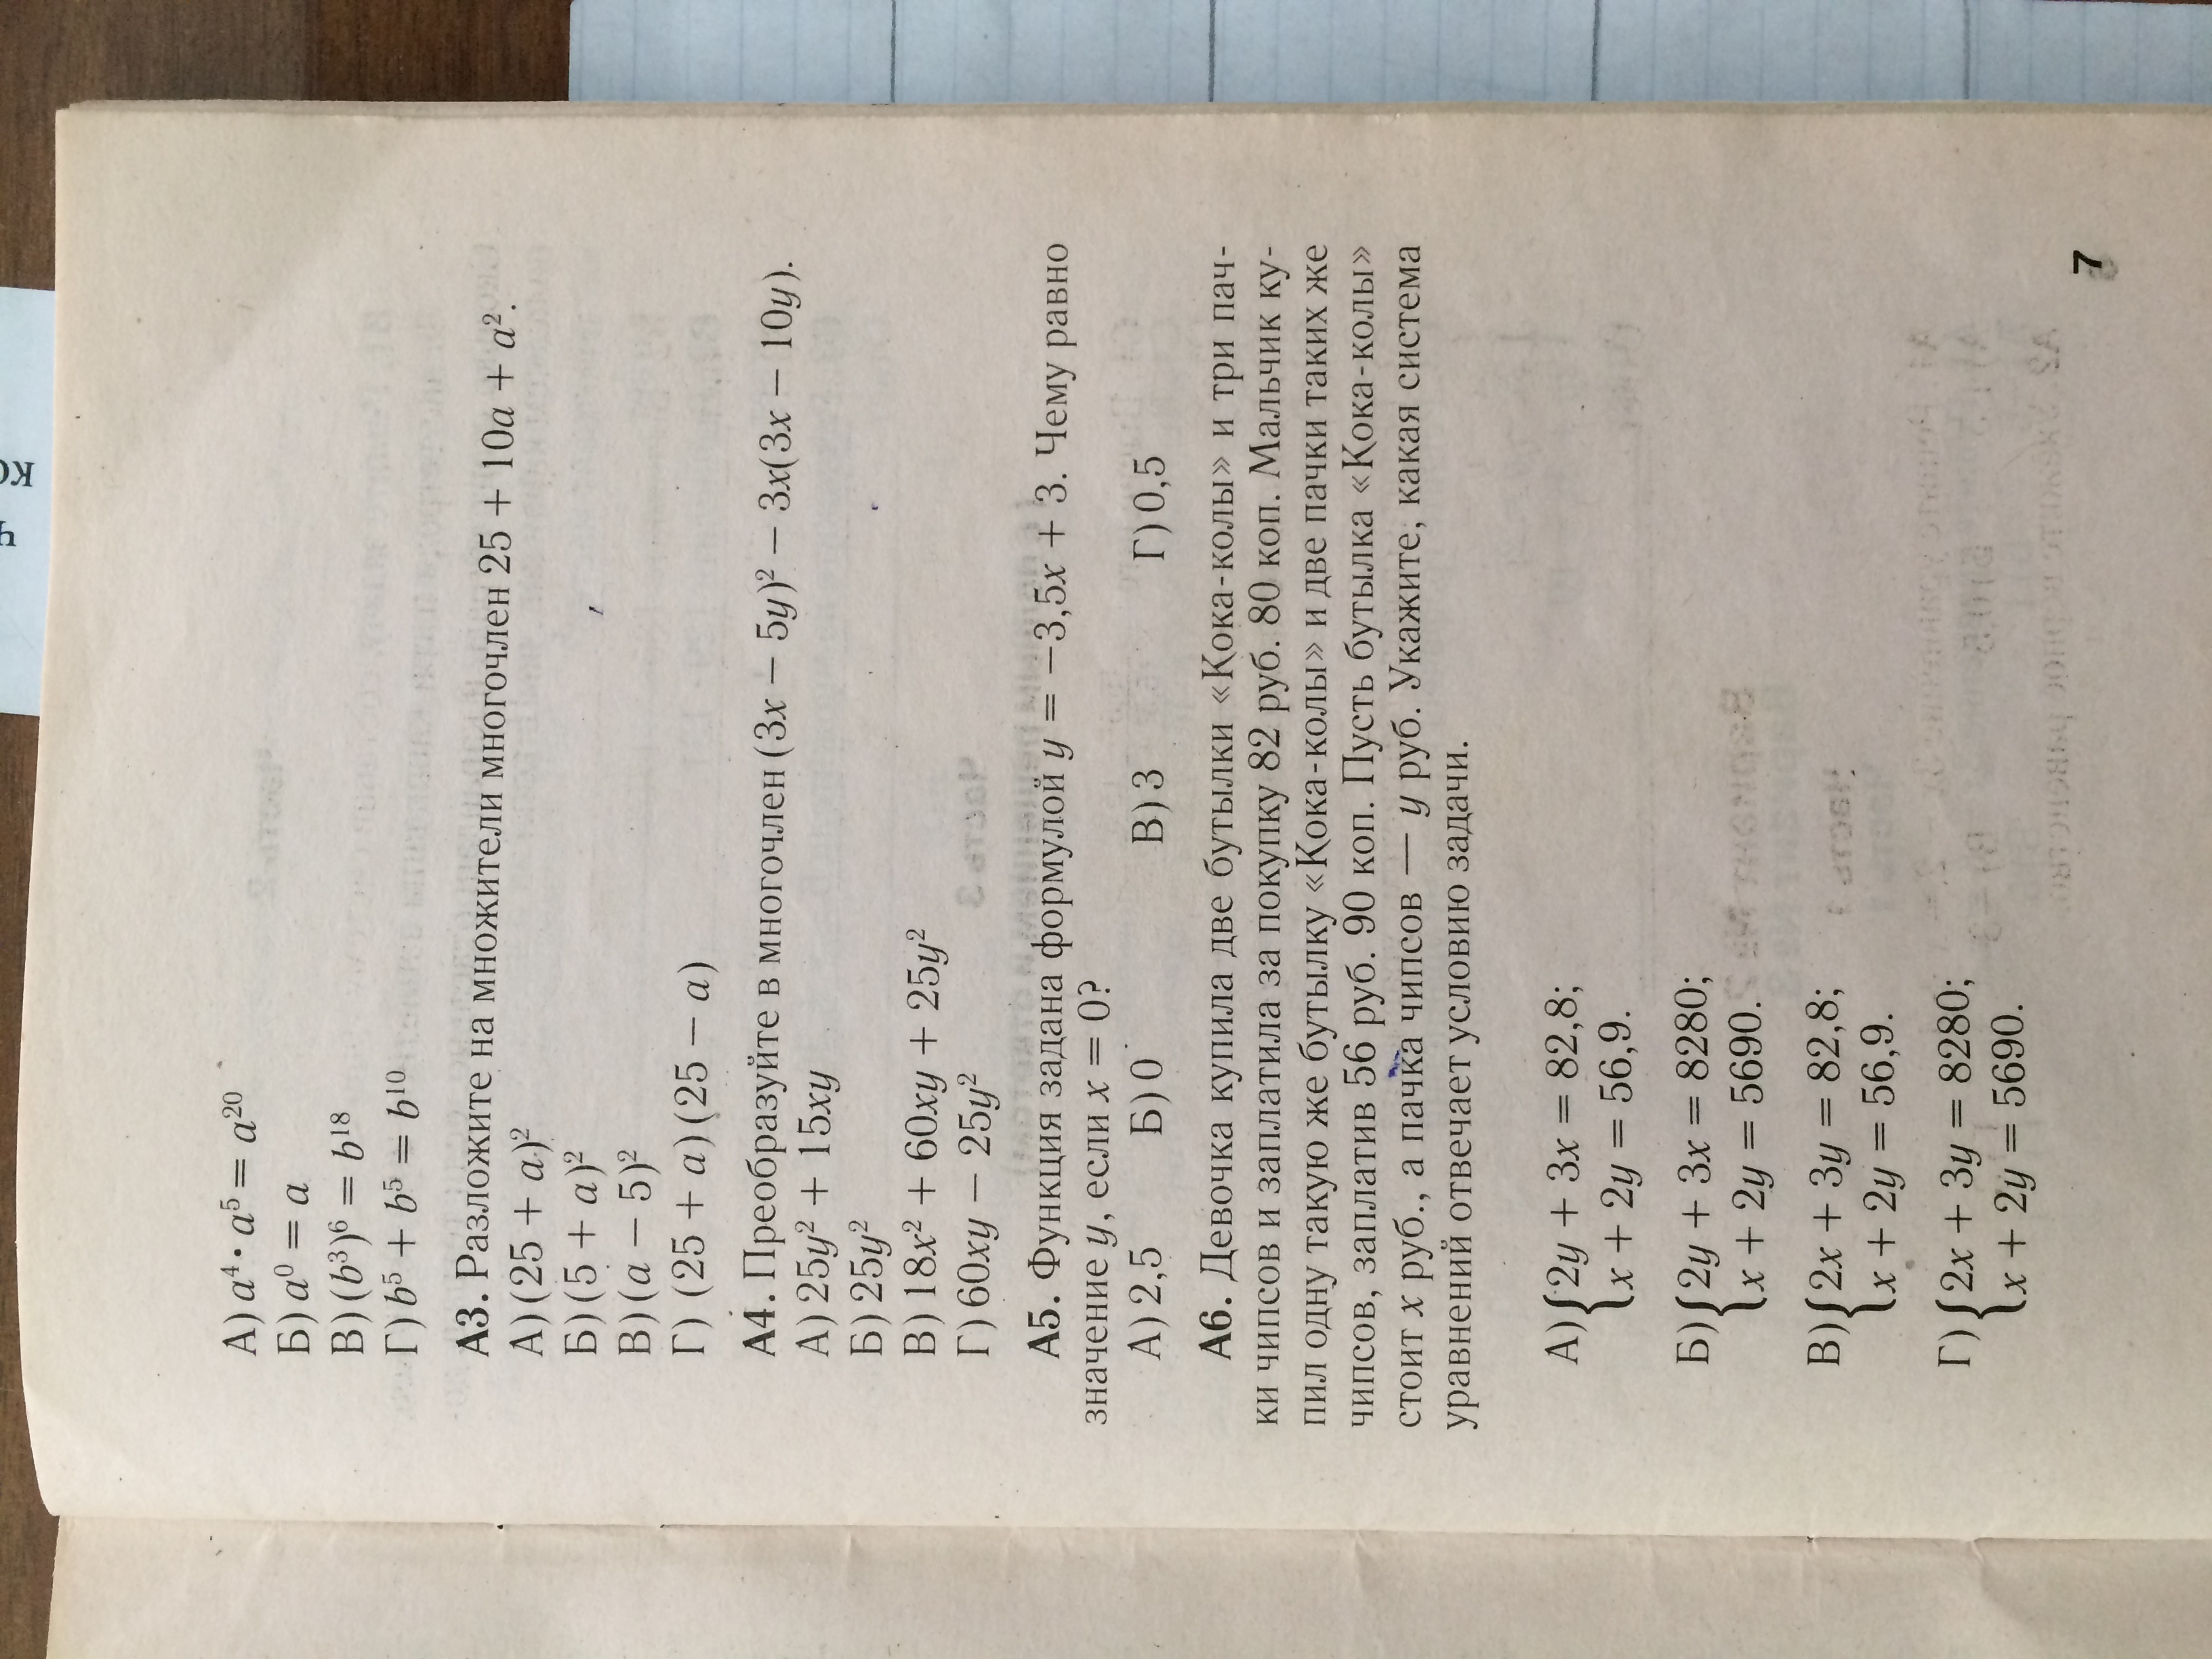 А) a⁴ · a⁵ = a²⁰
Б) a⁰ = a
В) (b³)⁶ = b¹⁸
Г) b⁵ + b⁵ = b¹⁰
А3. Разложите на множители многочлен 25 + 10a + a².
А) (25 + a)²
Б) (5 + a)²
В) (a − 5)²
Г) (25 + a)(25 − a)
А4. Преобразуйте в многочлен (3x − 5y)² − 3x(3x − 10y).
А) 25y² + 15xy
Б) 25y²
В) 18x² + 60xy + 25y²
Г) 60xy − 25y²
А5. Функция задана формулой y = −3,5x + 3. Чему равно
значение y, если x = 0?
А) 2,5 Б) 0 В) 3 Г) 0,5
А6. Девочка купила две бутылки «Кока-колы» и три пач-
ки чипсов и заплатила за покупку 82 руб. 80 коп. Мальчик ку-
пил одну такую же бутылку «Кока-колы» и две пачки таких же
чипсов, заплатив 56 руб. 90 коп. Пусть бутылка «Кока-колы»
стоит x руб., а пачка чипсов — y руб. Укажите, какая система
уравнений отвечает условию задачи.
А) {2y + 3x = 82,8;
x + 2y = 56,9.
Б) {2y + 3x = 8280;
x + 2y = 5690.
В) {2x + 3y = 82,8;
x + 2y = 56,9.
Г) {2x + 3y = 8280;
x + 2y = 5690.
7